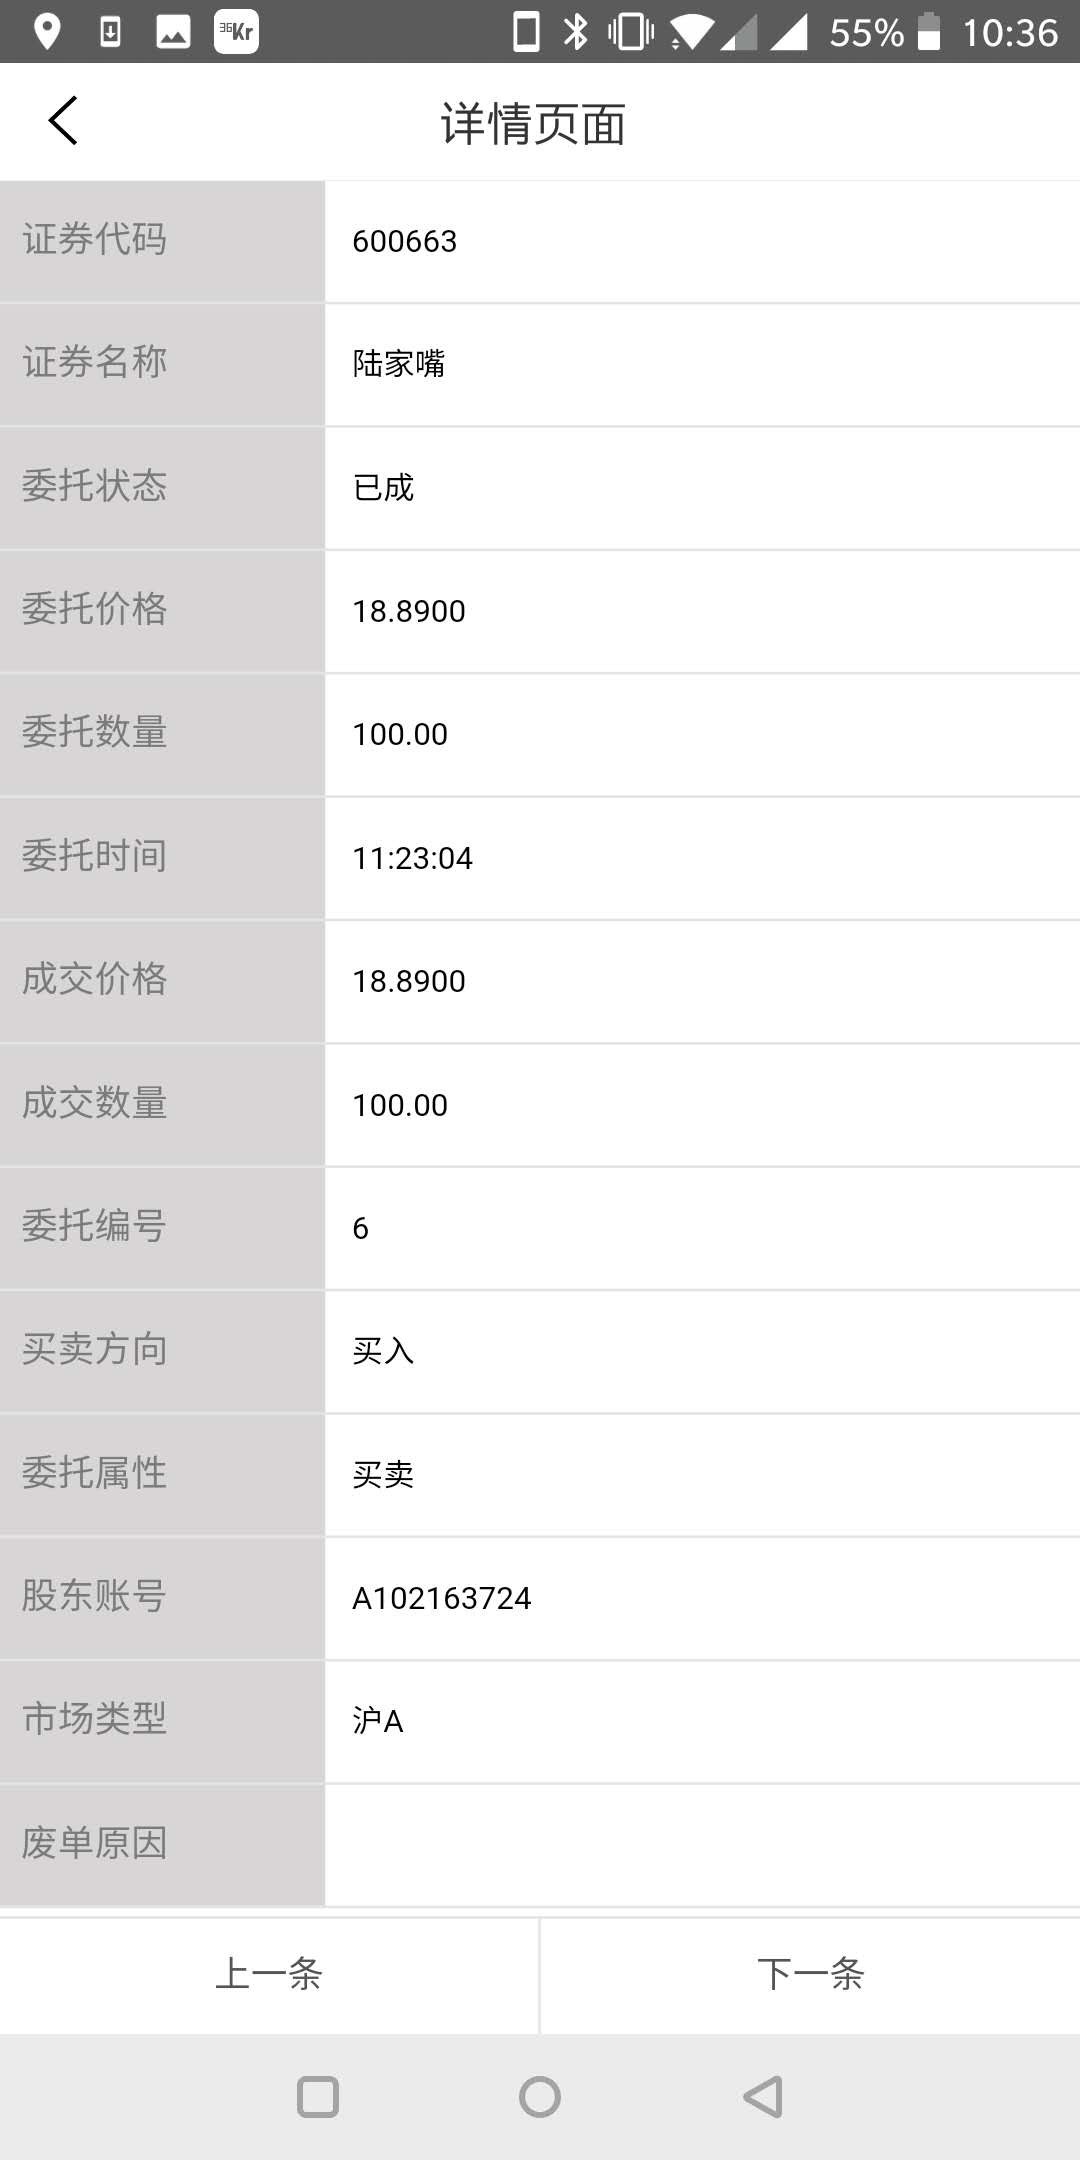 36Kr 55% 10:36
详情页面
证券代码 600663
证券名称 陆家嘴
委托状态 已成
委托价格 18.8900
委托数量 100.00
委托时间 11:23:04
成交价格 18.8900
成交数量 100.00
委托编号 6
买卖方向 买入
委托属性 买卖
股东账号 A102163724
市场类型 沪A
废单原因
上一条 下一条